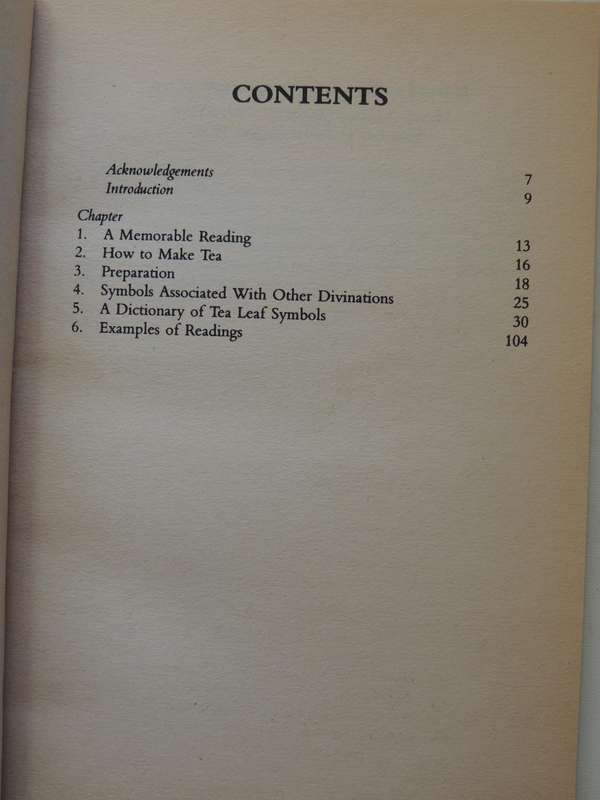 CONTENTS
Acknowledgements 7
Introduction 9
Chapter
1. A Memorable Reading 13
2. How to Make Tea 16
3. Preparation 18
4. Symbols Associated With Other Divinations 25
5. A Dictionary of Tea Leaf Symbols 30
6. Examples of Readings 104